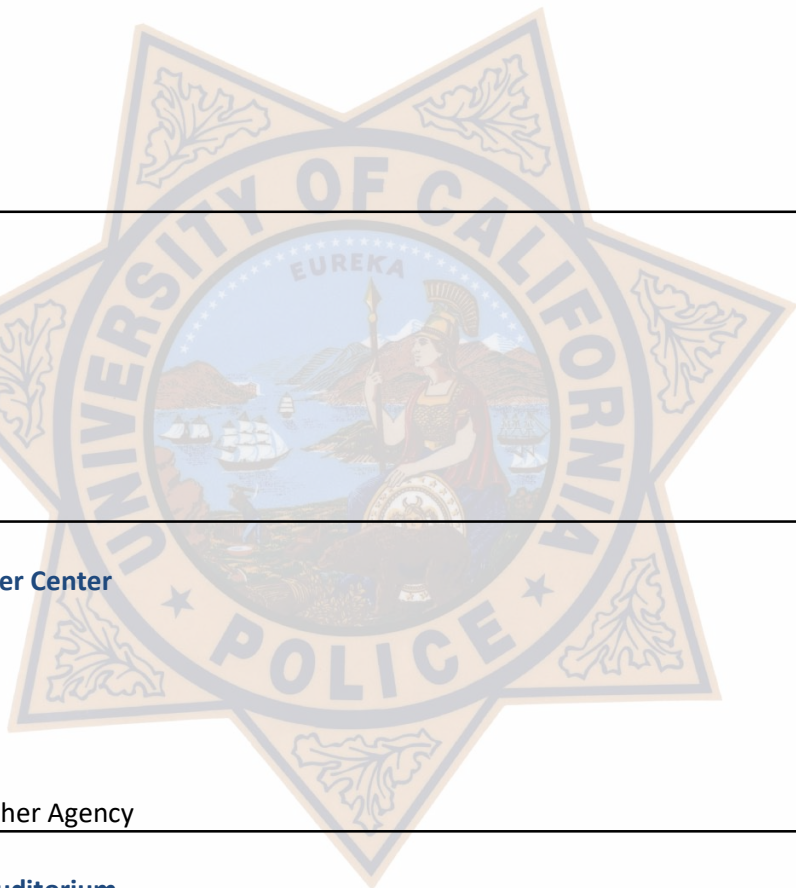 UNIVERSITY OF CALIFORNIA
EUREKA
er Center
POLICE
her Agency
uditorium